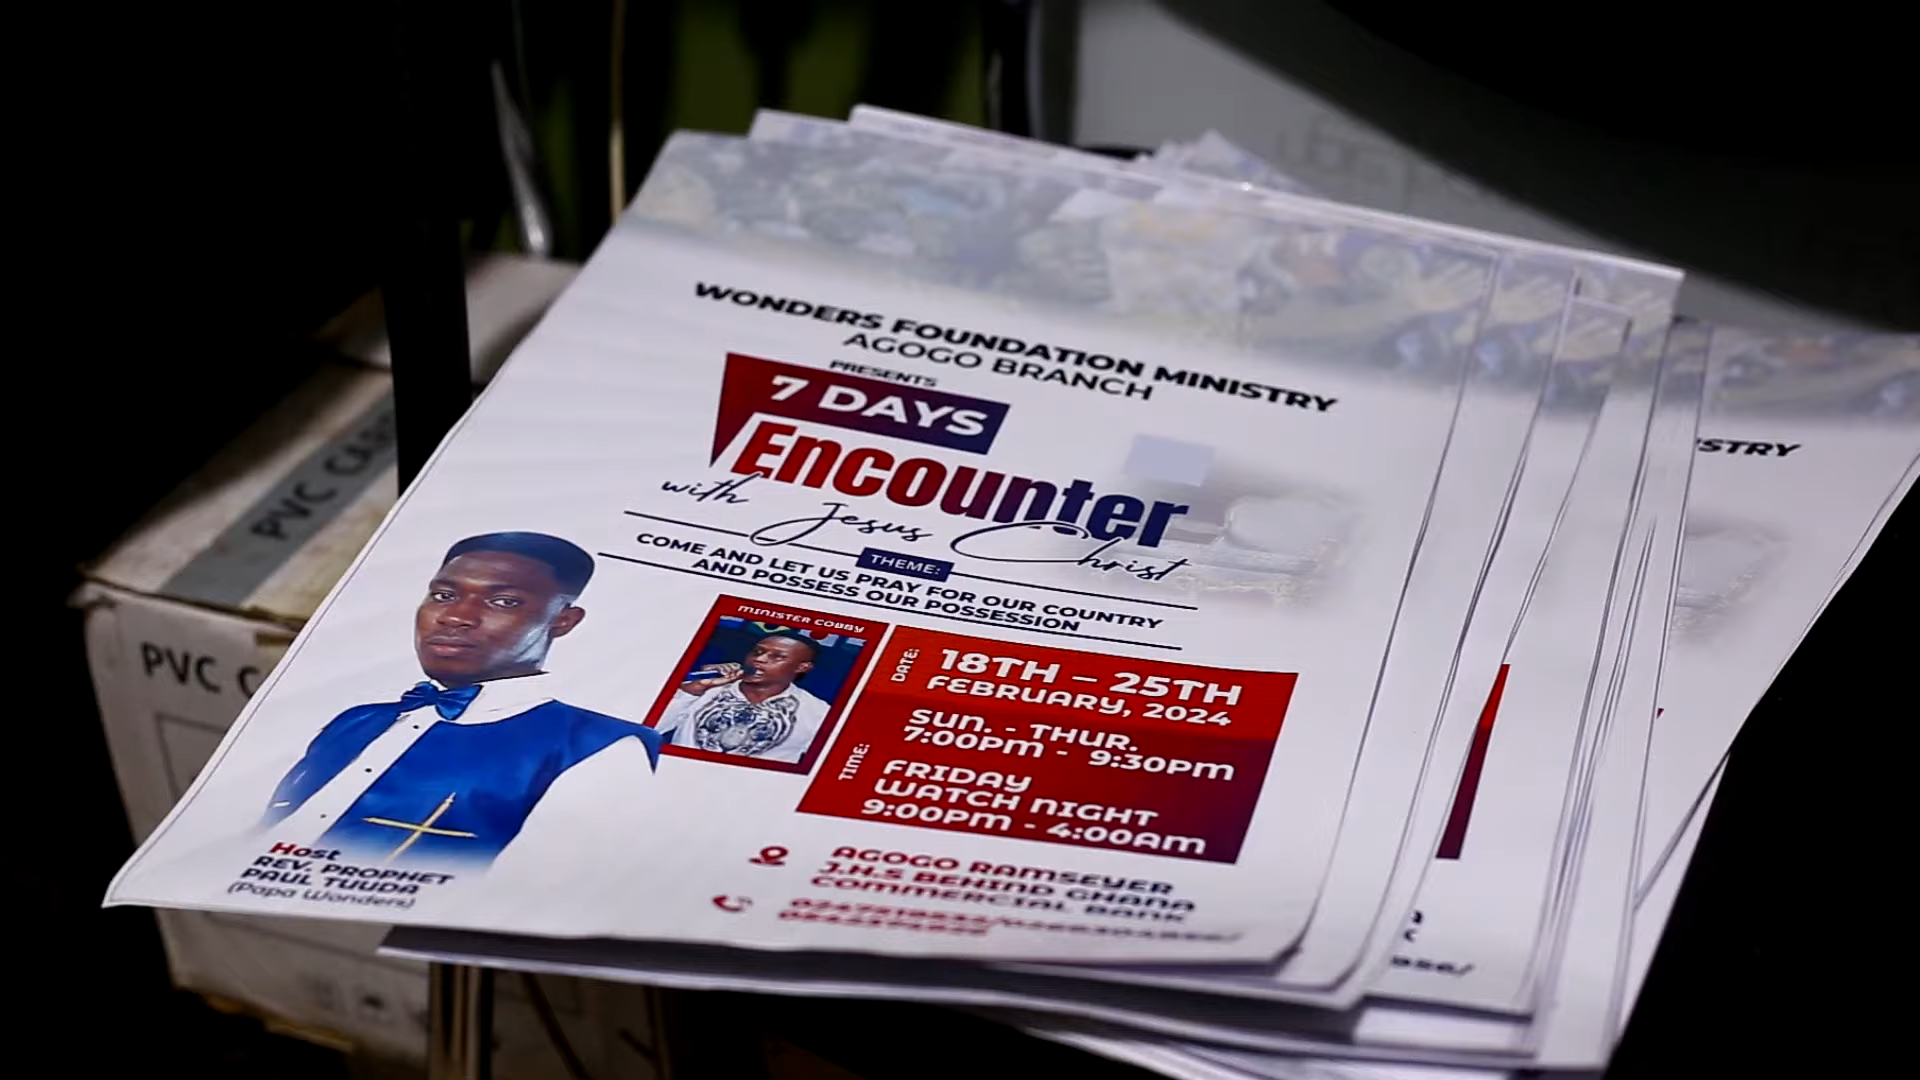 WONDERS FOUNDATION MINISTRY
AGOGO BRANCH
PRESENTS
7 DAYS
Encounter
with Jesus Christ
THEME:
COME AND LET US PRAY FOR OUR COUNTRY
AND POSSESS OUR POSSESSION
MINISTER COBBY
DATE:
18TH – 25TH
FEBRUARY, 2024
TIME:
SUN. - THUR.
7:00PM - 9:30PM
FRIDAY
WATCH NIGHT
9:00PM - 4:00AM
Host
REV. PROPHET
PAUL TUUDA
(Papa Wonders)
AGOGO RAMSEYER
J.H.S BEHIND GHANA
COMMERCIAL BANK
ISTRY
PVC
PVC